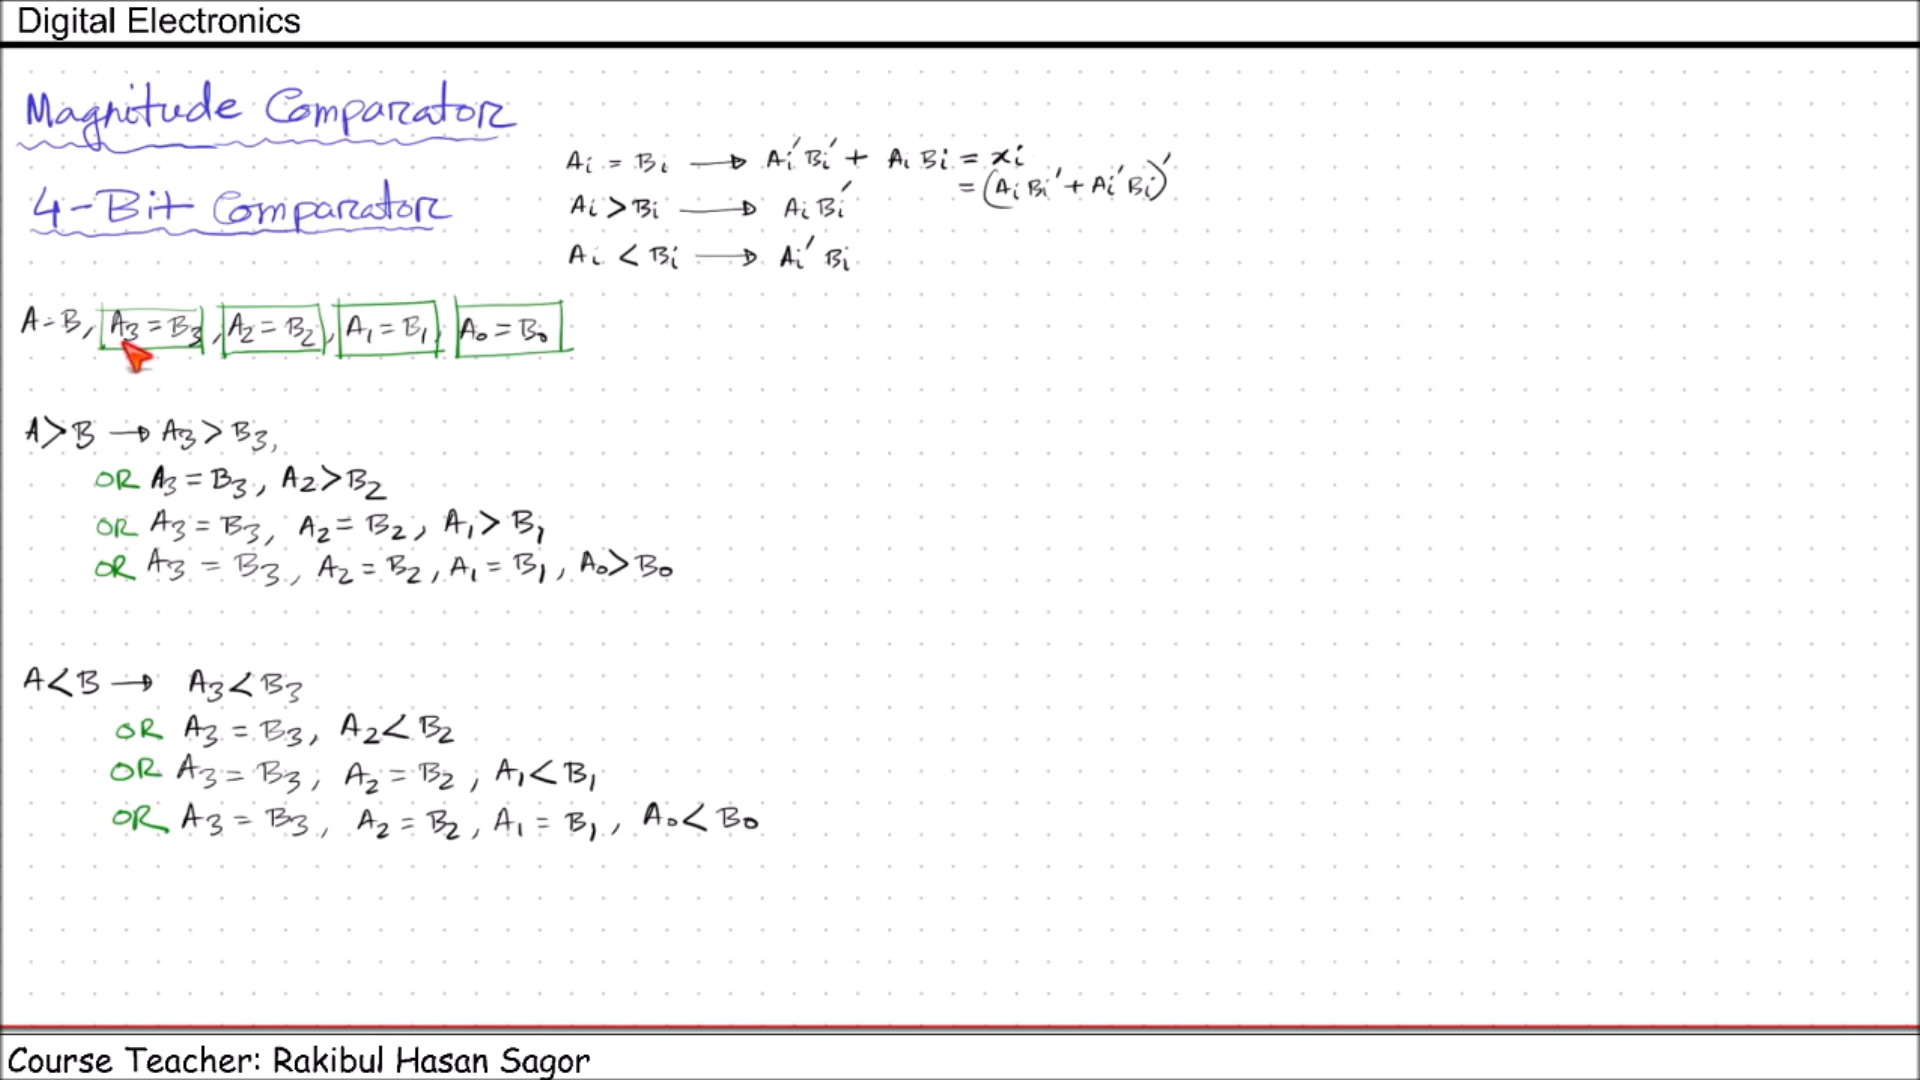 Digital Electronics
Magnitude Comparator
4-Bit Comparator
Ai = Bi → Ai'Bi' + AiBi = xi
= (AiBi' + Ai'Bi)'
Ai > Bi → AiBi'
Ai < Bi → Ai'Bi
A=B, A3 = B3, A2 = B2, A1 = B1, A0 = B0
A>B → A3 > B3,
OR A3 = B3, A2 > B2
OR A3 = B3, A2 = B2, A1 > B1
OR A3 = B3, A2 = B2, A1 = B1, A0 > B0
A<B → A3 < B3
OR A3 = B3, A2 < B2
OR A3 = B3, A2 = B2, A1 < B1
OR A3 = B3, A2 = B2, A1 = B1, A0 < B0
Course Teacher: Rakibul Hasan Sagor